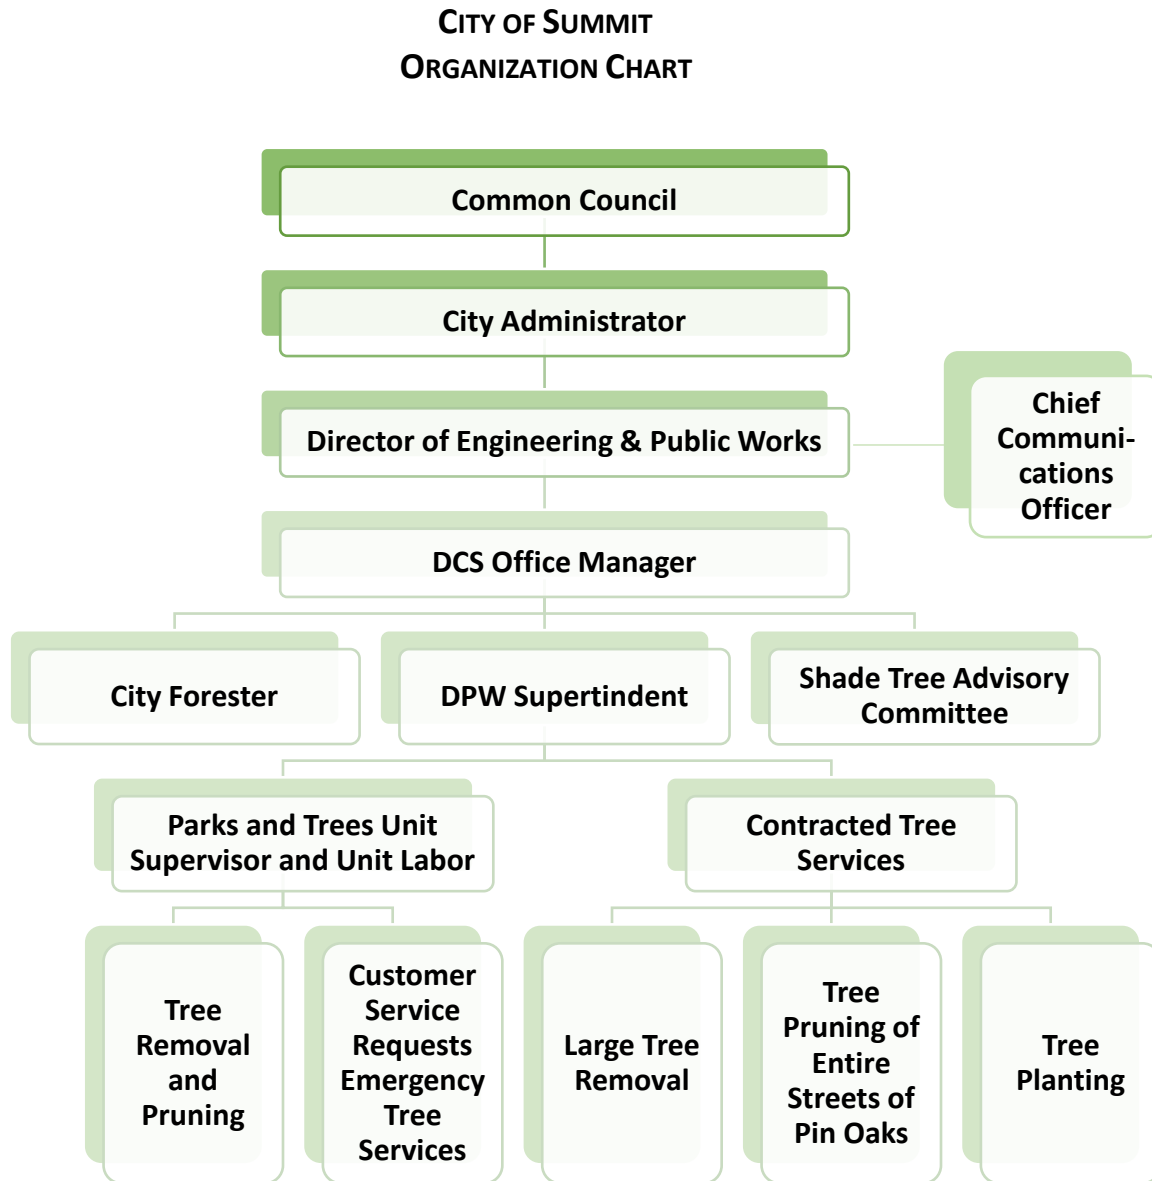 CITY OF SUMMIT
ORGANIZATION CHART
Common Council
City Administrator
Director of Engineering & Public Works
Chief
Communi-
cations
Officer
DCS Office Manager
City Forester
DPW Supertindent
Shade Tree Advisory
Committee
Parks and Trees Unit
Supervisor and Unit Labor
Contracted Tree
Services
Tree
Removal
and
Pruning
Customer
Service
Requests
Emergency
Tree
Services
Large Tree
Removal
Tree
Pruning of
Entire
Streets of
Pin Oaks
Tree
Planting